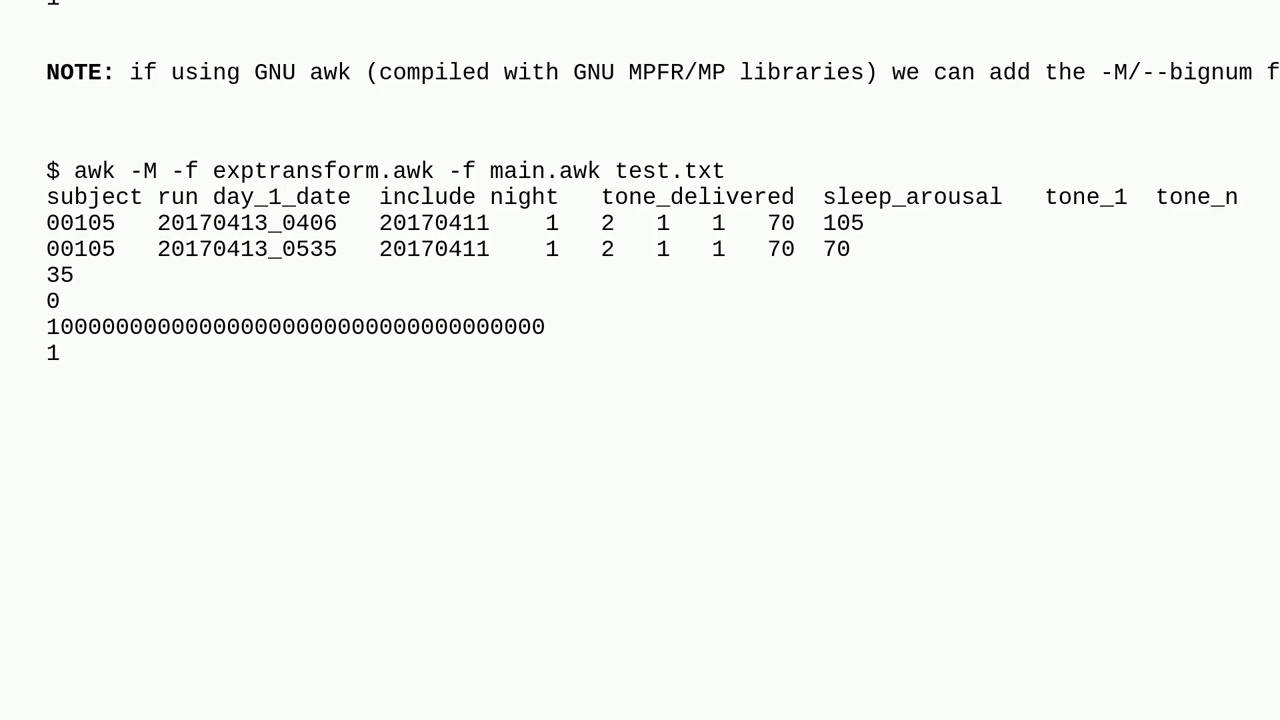 1
NOTE: if using GNU awk (compiled with GNU MPFR/MP libraries) we can add the -M/--bignum f
$ awk -M -f exptransform.awk -f main.awk test.txt
subject run day_1_date  include night   tone_delivered  sleep_arousal   tone_1  tone_n
00105   20170413_0406   20170411    1   2   1   1   70  105
00105   20170413_0535   20170411    1   2   1   1   70  70
35
0
100000000000000000000000000000000000
1